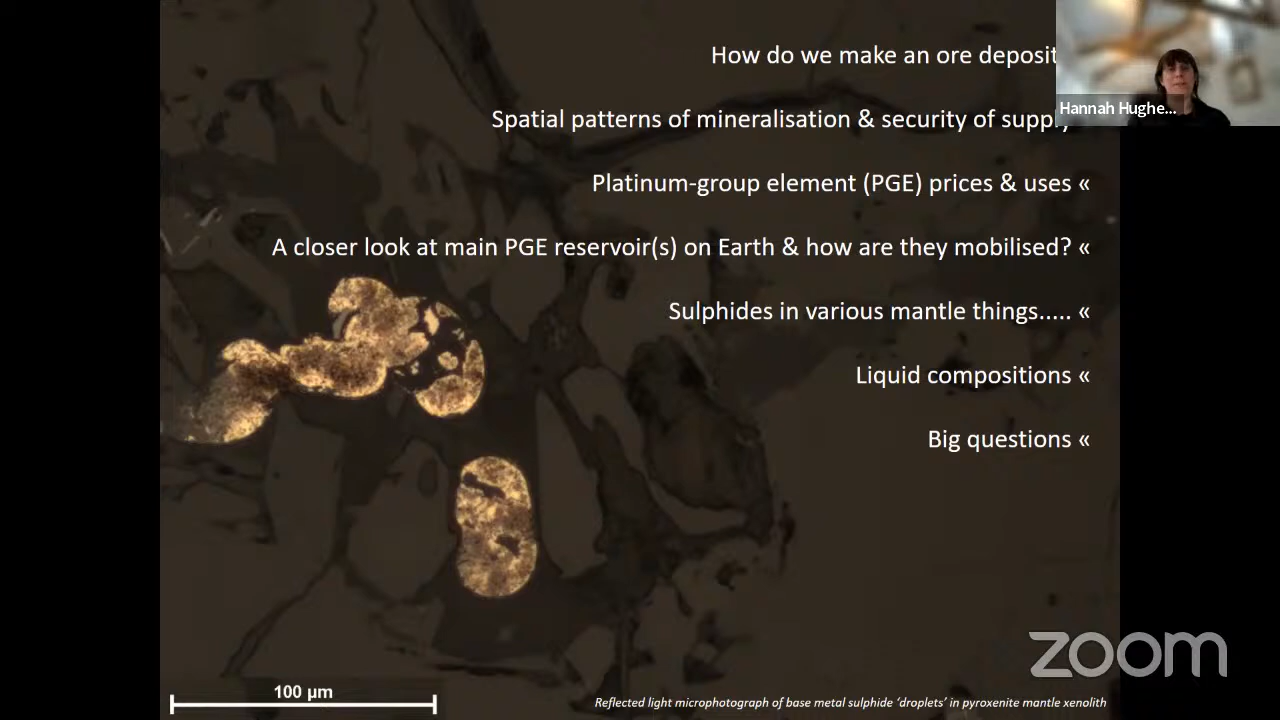 How do we make an ore deposit
Hannah Hughe...
Spatial patterns of mineralisation & security of supply
Platinum-group element (PGE) prices & uses «
A closer look at main PGE reservoir(s) on Earth & how are they mobilised? «
Sulphides in various mantle things..... «
Liquid compositions «
Big questions «
zoom
100 µm
Reflected light microphotograph of base metal sulphide ‘droplets’ in pyroxenite mantle xenolith